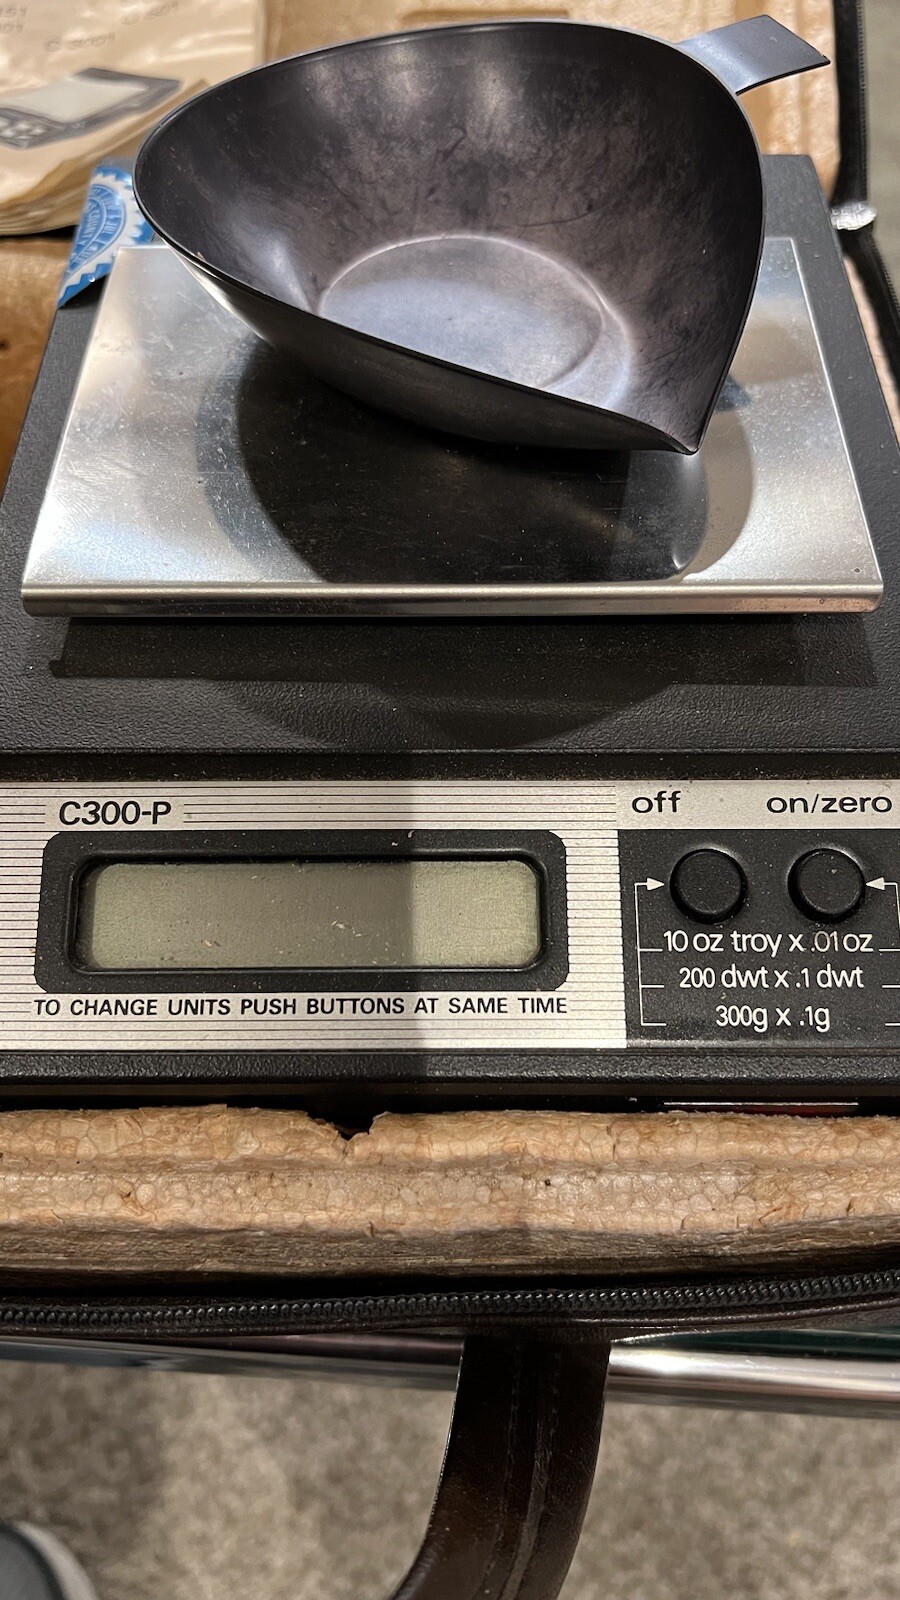 C300-P
off
on/zero
10 oz troy x .01 oz
200 dwt x .1 dwt
300g x .1g
TO CHANGE UNITS PUSH BUTTONS AT SAME TIME